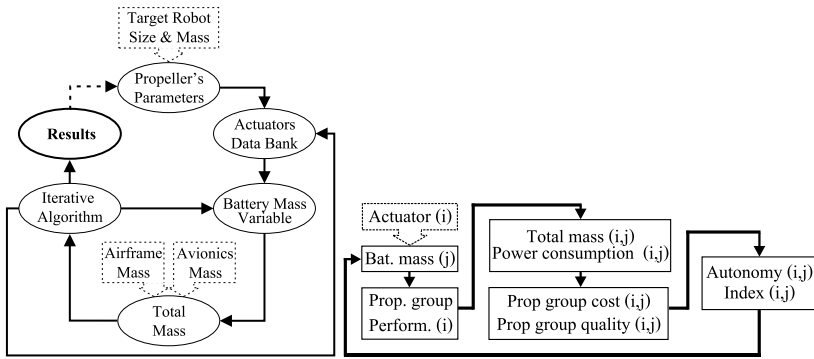 Target Robot
Size & Mass
Propeller's
Parameters
Results
Actuators
Data Bank
Iterative
Algorithm
Battery Mass
Variable
Airframe
Mass
Avionics
Mass
Total
Mass
Actuator (i)
Bat. mass (j)
Prop. group
Perform. (i)
Total mass (i,j)
Power consumption (i,j)
Prop group cost (i,j)
Prop group quality (i,j)
Autonomy (i,j)
Index (i,j)